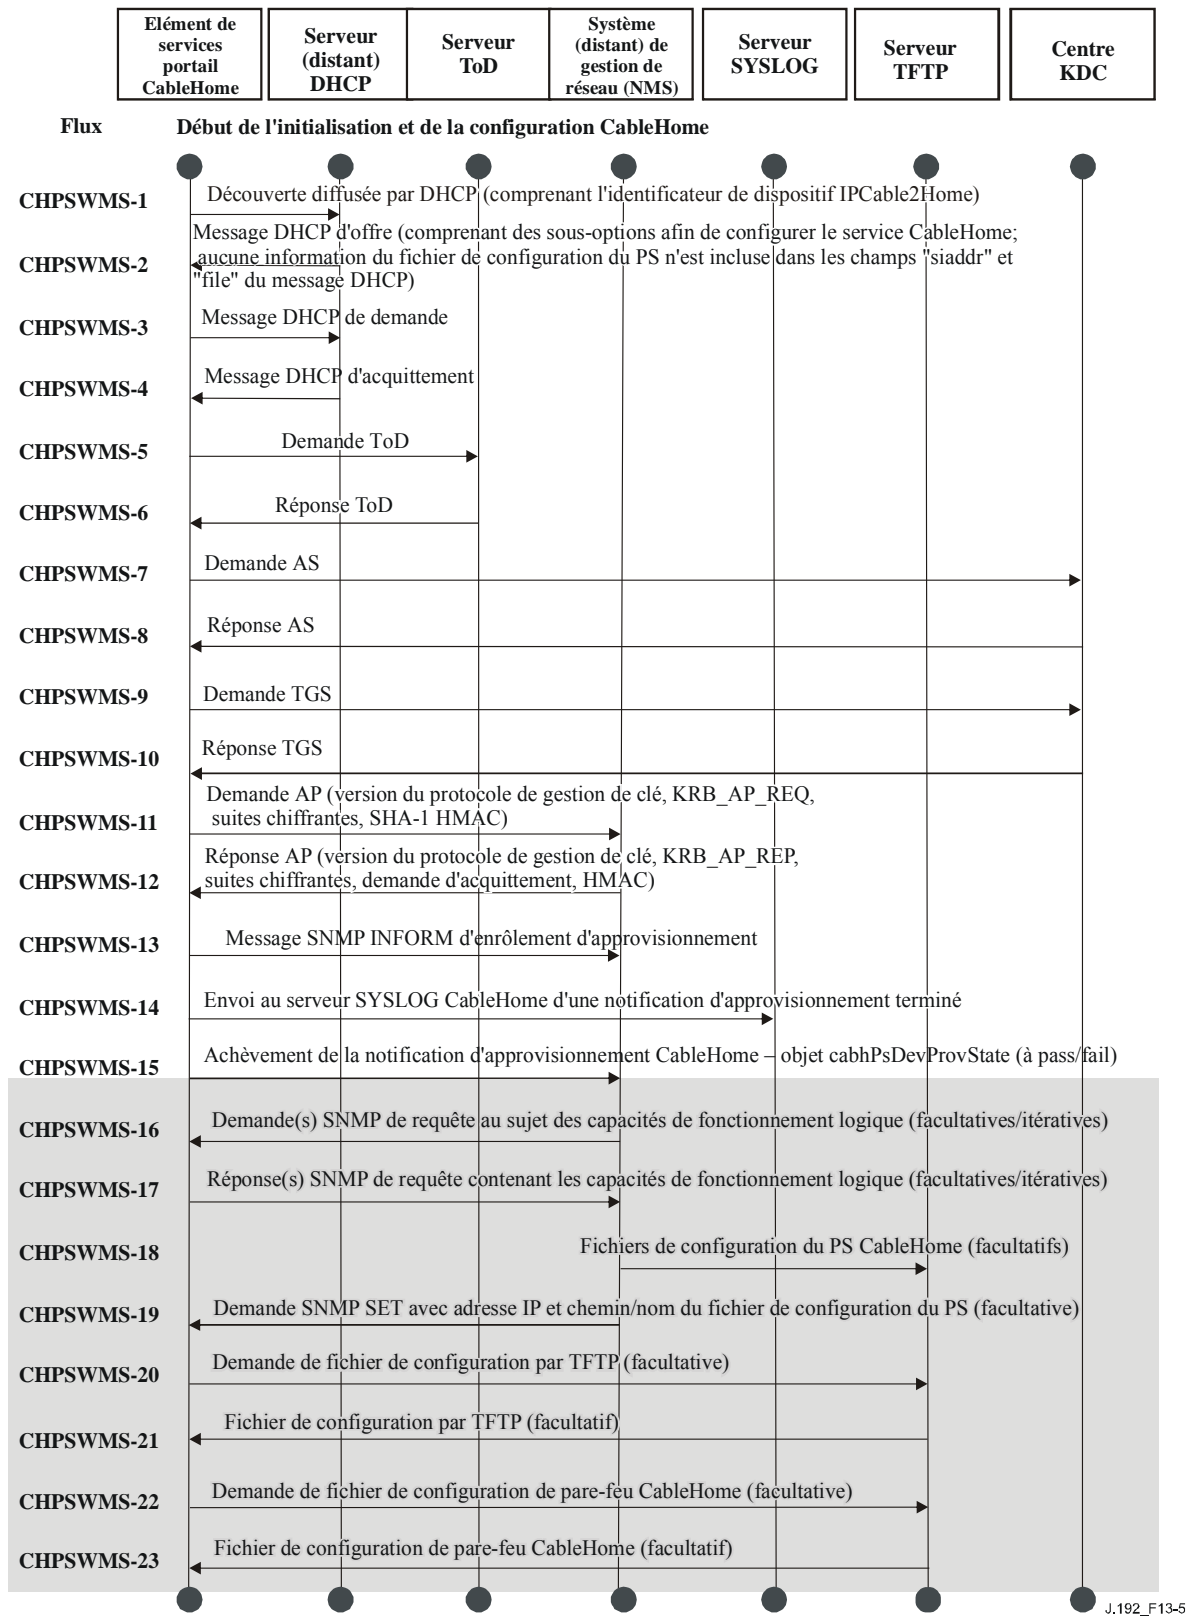 Elément de
services
portail
CableHome
Serveur
(distant)
DHCP
Serveur
ToD
Système
(distant) de
gestion de
réseau (NMS)
Serveur
SYSLOG
Serveur
TFTP
Centre
KDC
Flux
Début de l'initialisation et de la configuration CableHome
CHPSWMS-1
Découverte diffusée par DHCP (comprenant l'identificateur de dispositif IPCable2Home)
CHPSWMS-2
Message DHCP d'offre (comprenant des sous-options afin de configurer le service CableHome;
aucune information du fichier de configuration du PS n'est incluse dans les champs "siaddr" et
"file" du message DHCP)
CHPSWMS-3
Message DHCP de demande
CHPSWMS-4
Message DHCP d'acquittement
CHPSWMS-5
Demande ToD
CHPSWMS-6
Réponse ToD
CHPSWMS-7
Demande AS
CHPSWMS-8
Réponse AS
CHPSWMS-9
Demande TGS
CHPSWMS-10
Réponse TGS
CHPSWMS-11
Demande AP (version du protocole de gestion de clé, KRB_AP_REQ,
suites chiffrantes, SHA-1 HMAC)
CHPSWMS-12
Réponse AP (version du protocole de gestion de clé, KRB_AP_REP,
suites chiffrantes, demande d'acquittement, HMAC)
CHPSWMS-13
Message SNMP INFORM d'enrôlement d'approvisionnement
CHPSWMS-14
Envoi au serveur SYSLOG CableHome d'une notification d'approvisionnement terminé
CHPSWMS-15
Achèvement de la notification d'approvisionnement CableHome – objet cabhPsDevProvState (à pass/fail)
CHPSWMS-16
Demande(s) SNMP de requête au sujet des capacités de fonctionnement logique (facultatives/itératives)
CHPSWMS-17
Réponse(s) SNMP de requête contenant les capacités de fonctionnement logique (facultatives/itératives)
CHPSWMS-18
Fichiers de configuration du PS CableHome (facultatifs)
CHPSWMS-19
Demande SNMP SET avec adresse IP et chemin/nom du fichier de configuration du PS (facultative)
CHPSWMS-20
Demande de fichier de configuration par TFTP (facultative)
CHPSWMS-21
Fichier de configuration par TFTP (facultatif)
CHPSWMS-22
Demande de fichier de configuration de pare-feu CableHome (facultative)
CHPSWMS-23
Fichier de configuration de pare-feu CableHome (facultatif)
J.192_F13-5